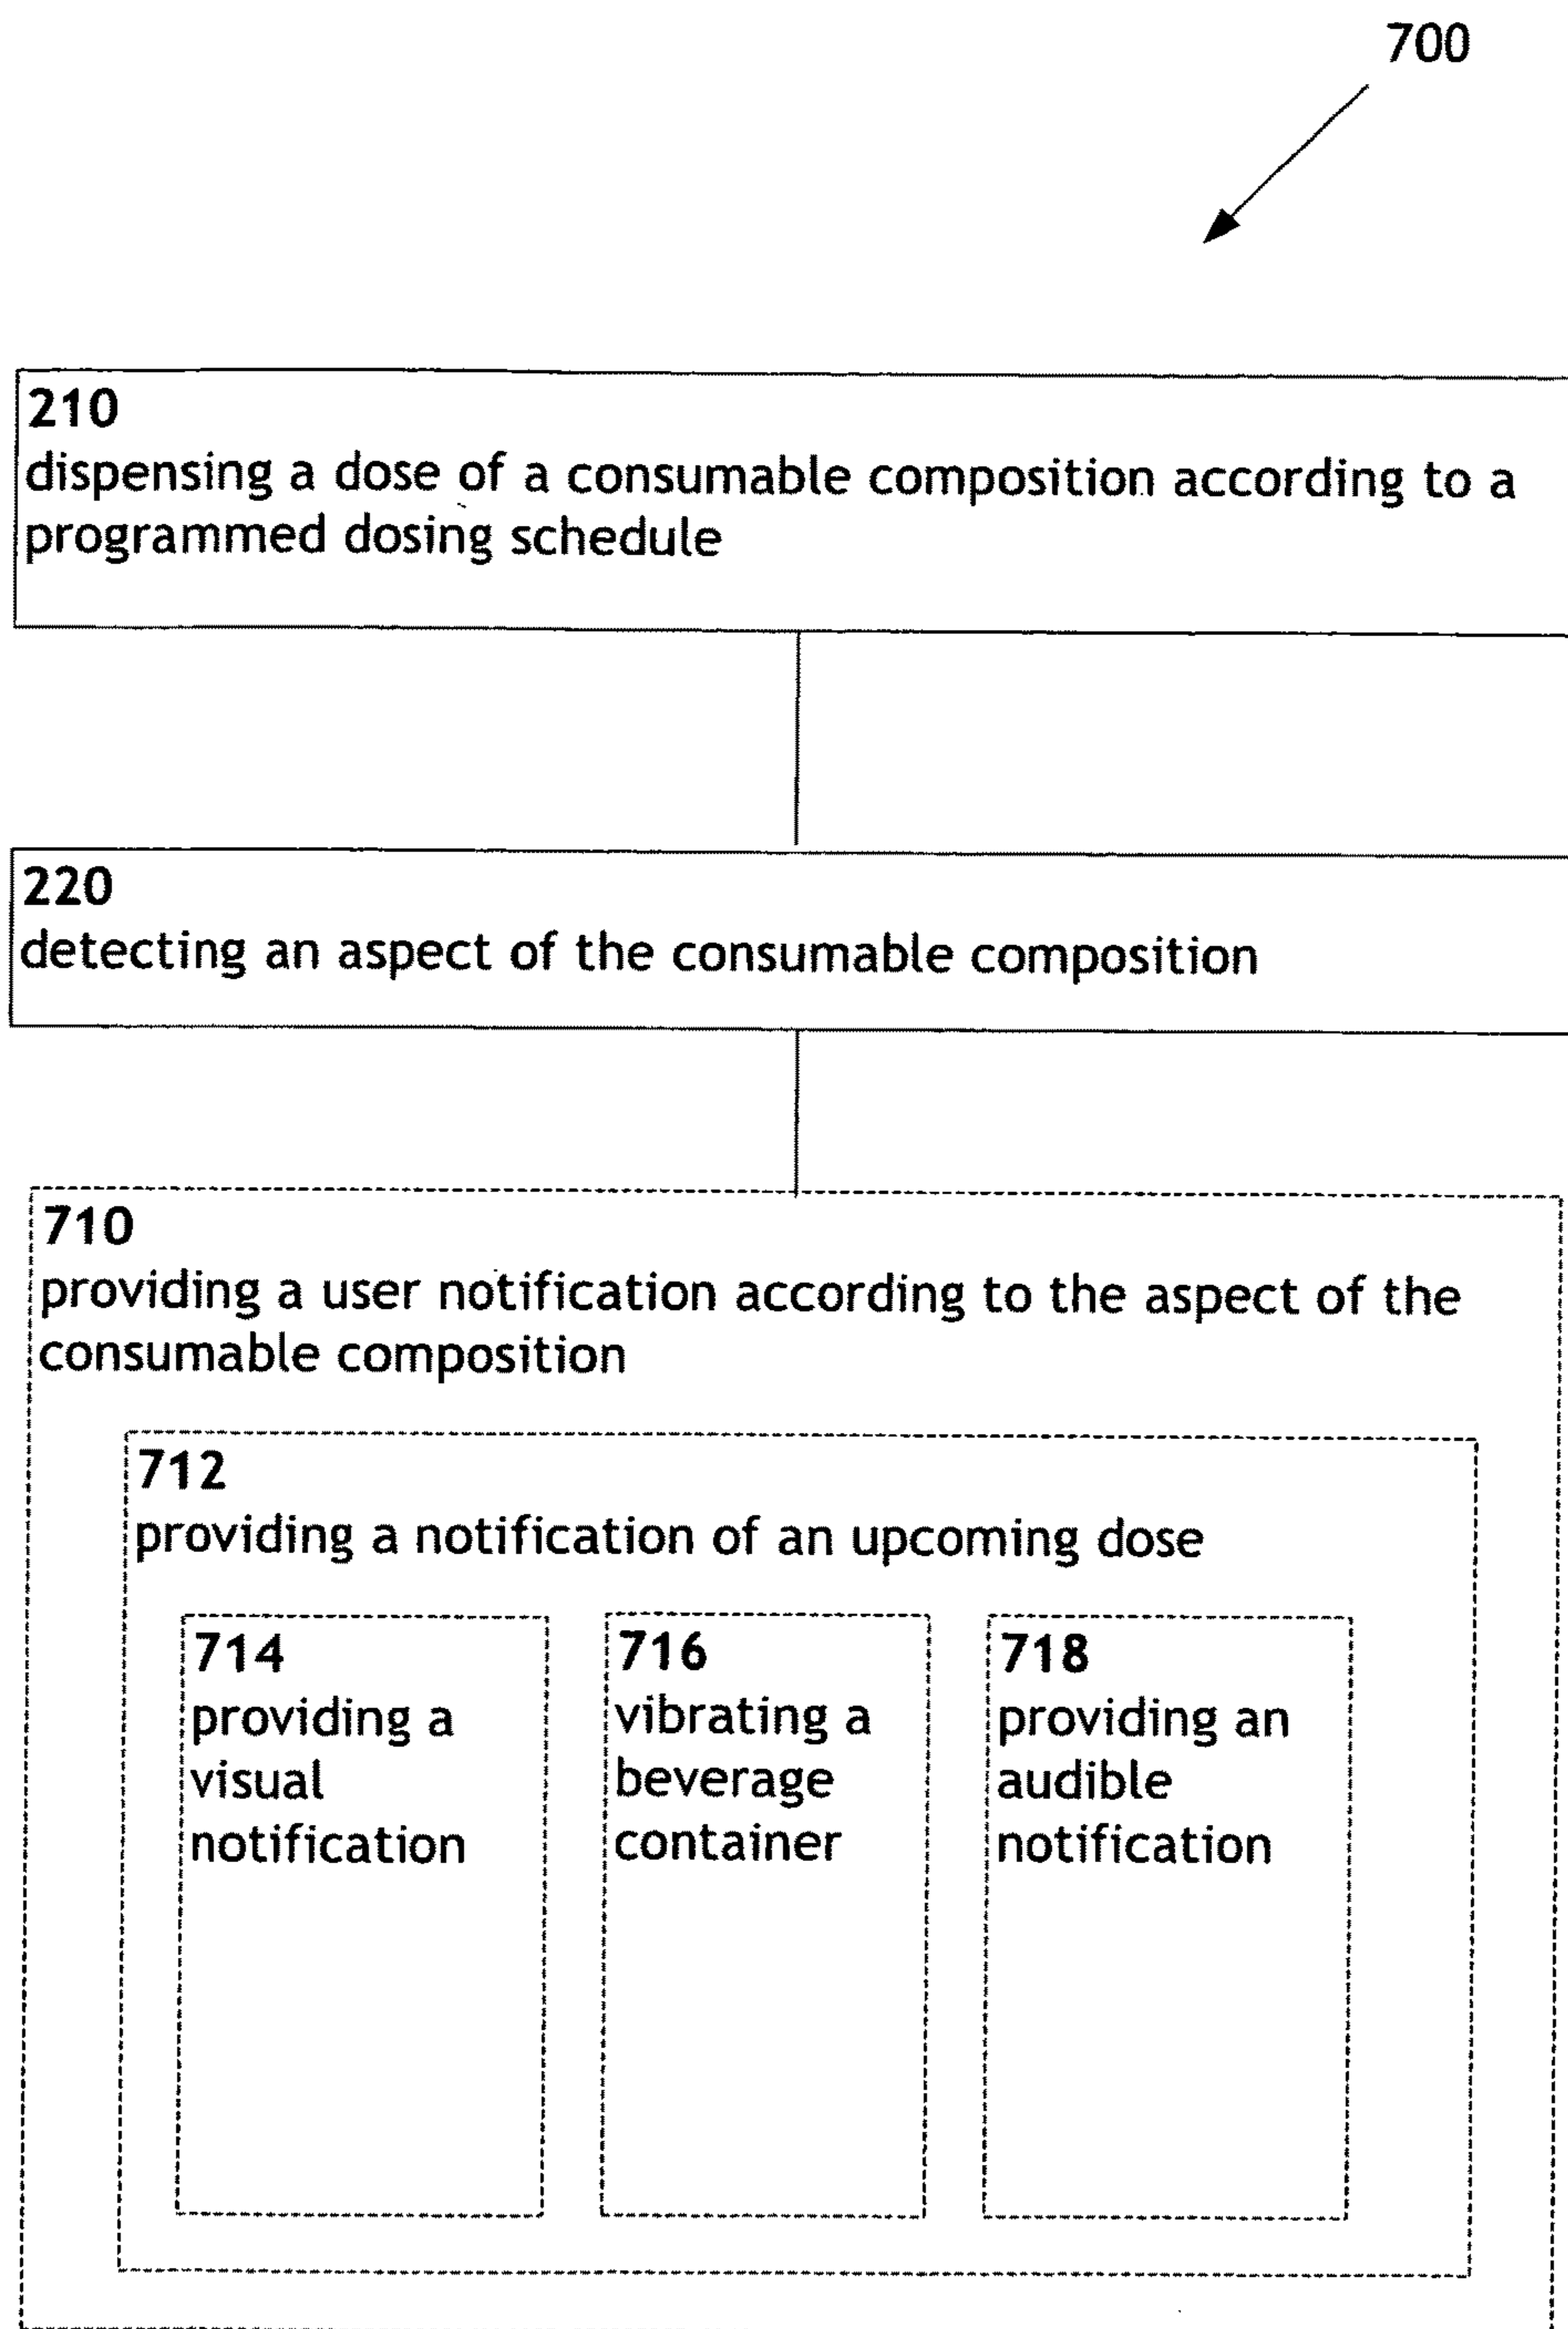 700
210
dispensing a dose of a consumable composition according to a
programmed dosing schedule
220
detecting an aspect of the consumable composition
710
providing a user notification according to the aspect of the
consumable composition
712
providing a notification of an upcoming dose
714
providing a
visual
notification
716
vibrating a
beverage
container
718
providing an
audible
notification